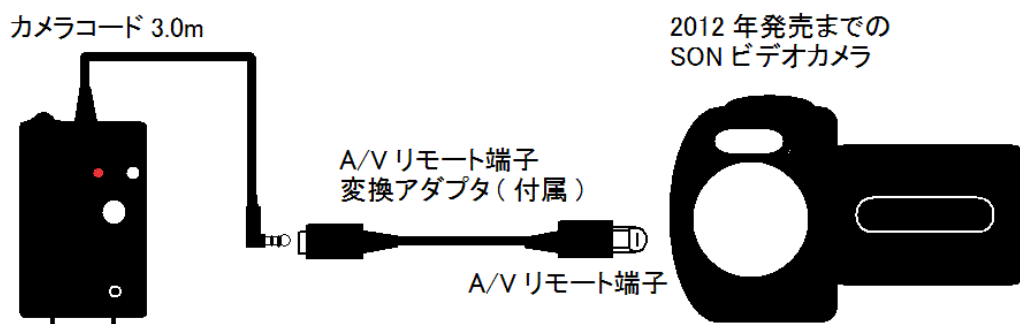 カメラコード 3.0m
2012 年発売までの
SON ビデオカメラ
A/V リモート端子
変換アダプタ( 付属 )
A/V リモート端子